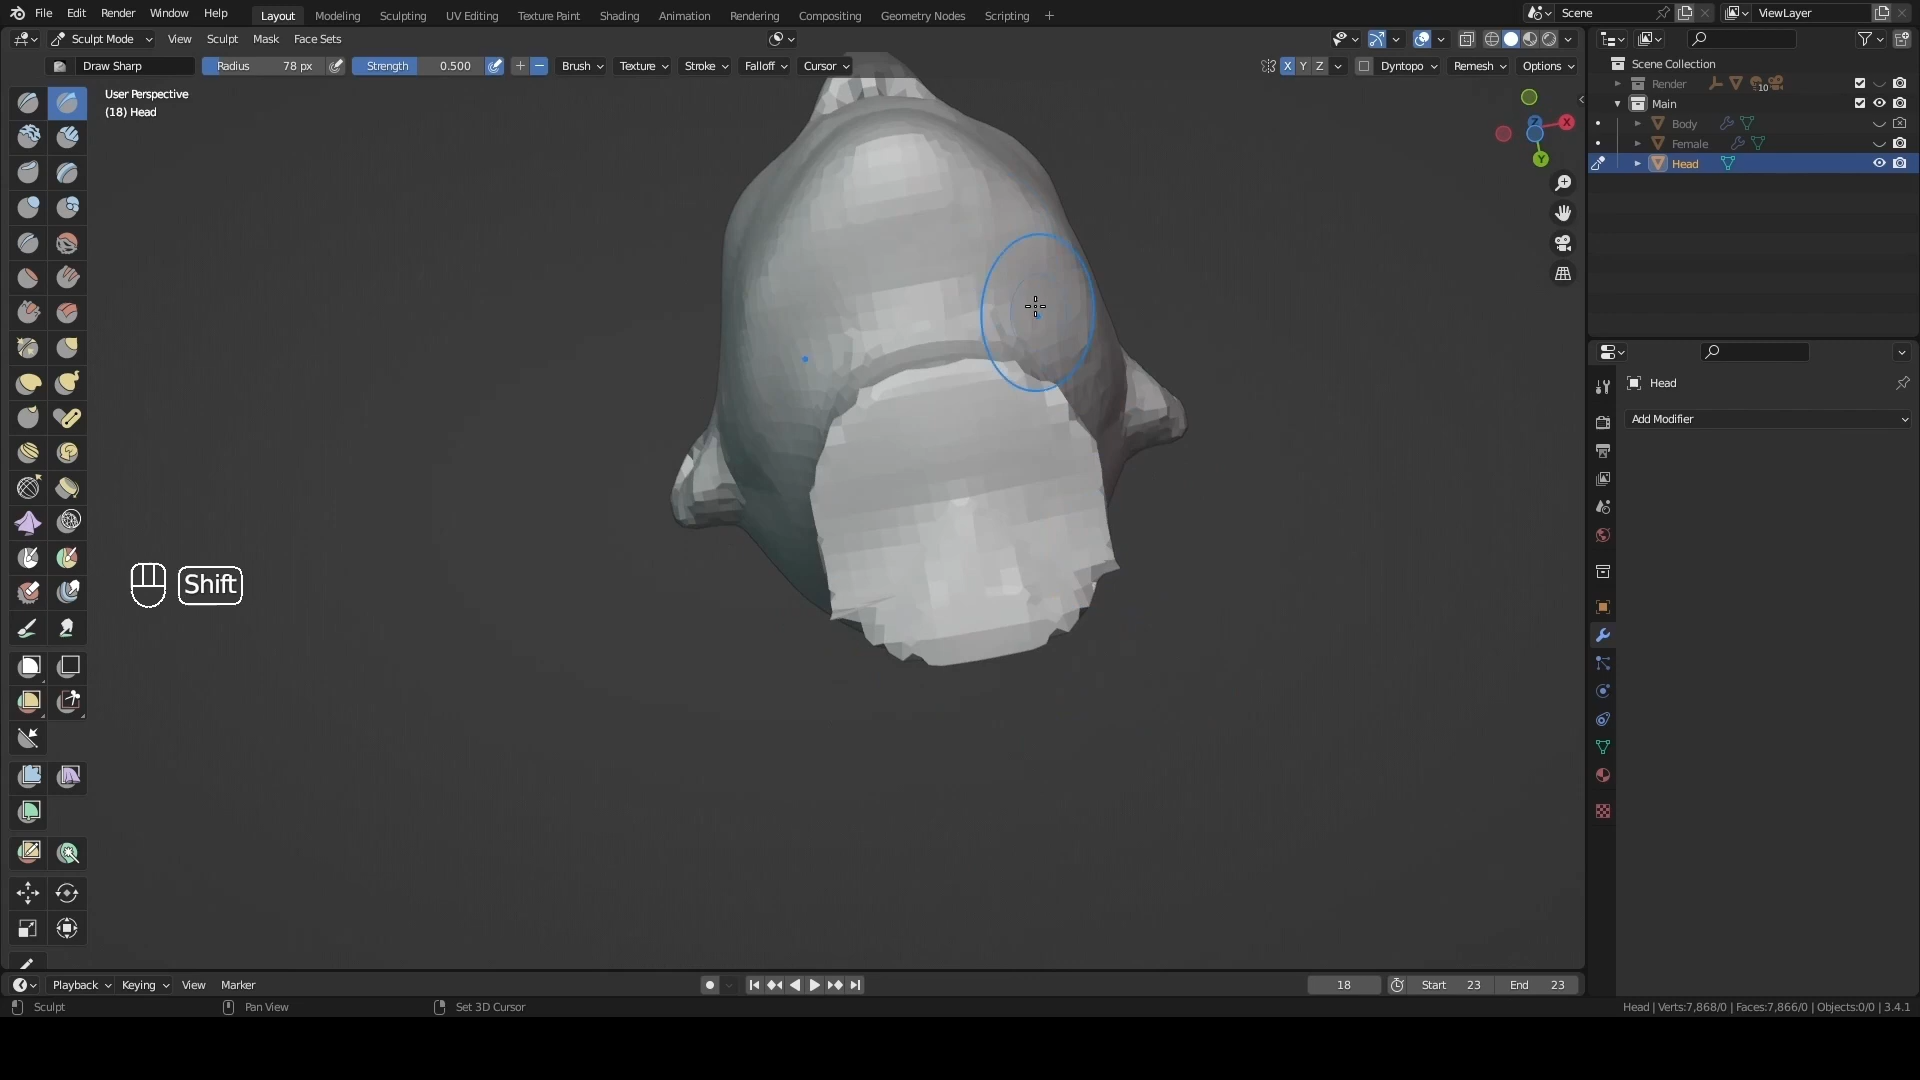 File Edit Render Window Help Layout Modeling Sculpting UV Editing Texture Paint Shading Animation Rendering Compositing Geometry Nodes Scripting + Scene ViewLayer
Sculpt Mode View Sculpt Mask Face Sets
Draw Sharp Radius 78 px Strength 0.500 Brush Texture Stroke Falloff Cursor X Y Z Dyntopo Remesh Options
User Perspective
(18) Head
Scene Collection
Render 10
Main
Body
Female
Head
X
Y
Z
Head
Add Modifier
Shift
Playback Keying View Marker 18 Start 23 End 23
Sculpt Pan View Set 3D Cursor Head | Verts:7,868/0 | Faces:7,866/0 | Objects:0/0 | 3.4.1